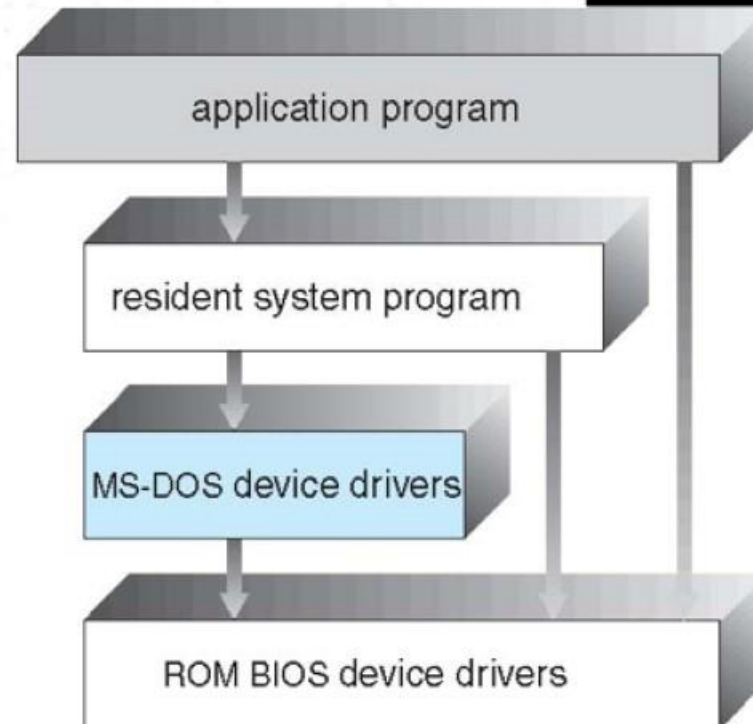 application program
resident system program
MS-DOS device drivers
ROM BIOS device drivers